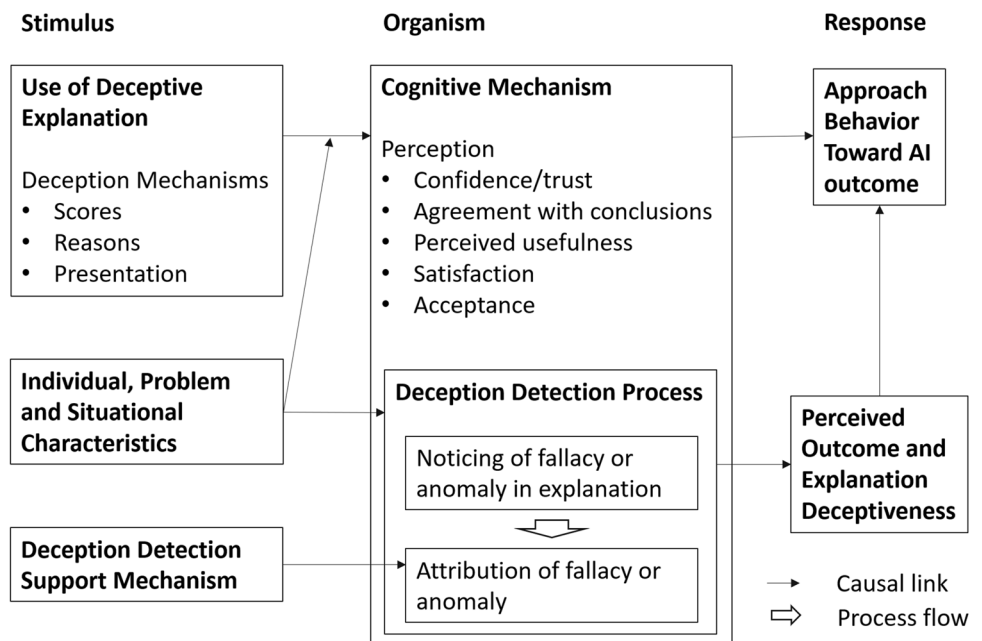 Stimulus
Organism
Response
Use of Deceptive
Explanation
Deception Mechanisms
• Scores
• Reasons
• Presentation
Individual, Problem
and Situational
Characteristics
Deception Detection
Support Mechanism
Cognitive Mechanism
Perception
• Confidence/trust
• Agreement with conclusions
• Perceived usefulness
• Satisfaction
• Acceptance
Deception Detection Process
Noticing of fallacy or
anomaly in explanation
Attribution of fallacy or
anomaly
Approach
Behavior
Toward AI
outcome
Perceived
Outcome and
Explanation
Deceptiveness
Causal link
Process flow